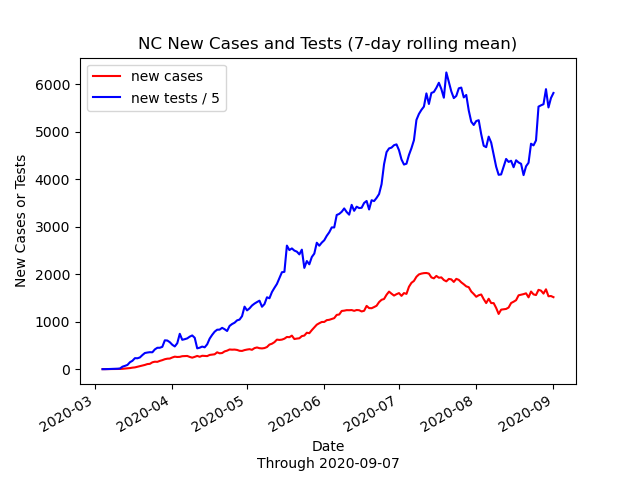 NC New Cases and Tests (7-day rolling mean)
new cases
new tests / 5
New Cases or Tests
6000
5000
4000
3000
2000
1000
0
2020-03
2020-04
2020-05
2020-06
2020-07
2020-08
2020-09
Date
Through 2020-09-07